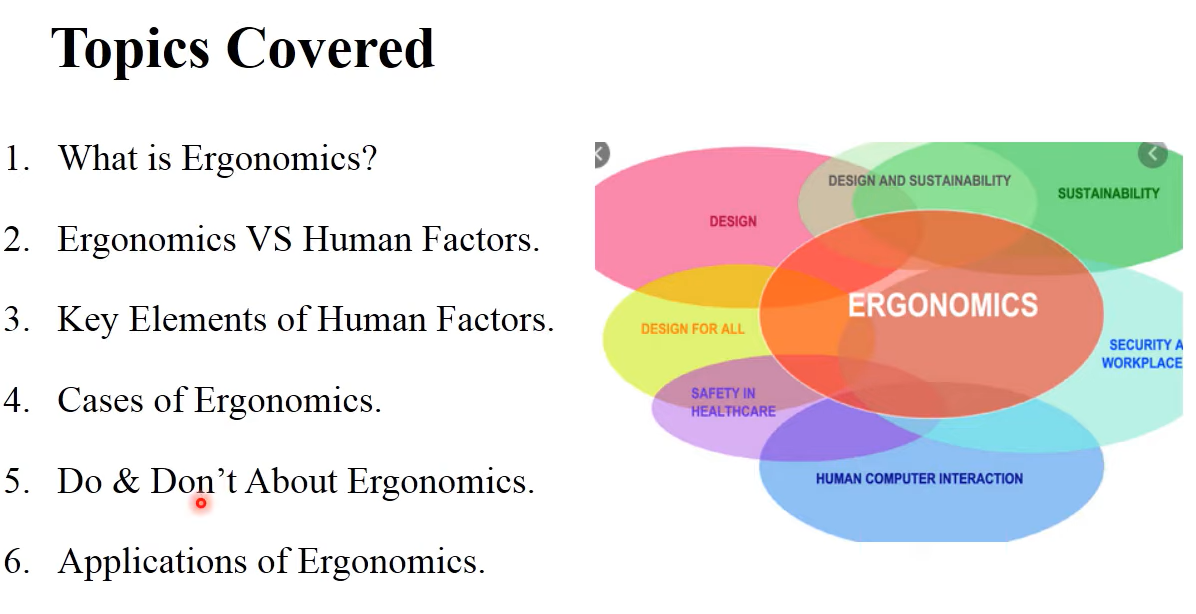 Topics Covered
1. What is Ergonomics?
2. Ergonomics VS Human Factors.
3. Key Elements of Human Factors.
4. Cases of Ergonomics.
5. Do & Don’t About Ergonomics.
6. Applications of Ergonomics.
DESIGN AND SUSTAINABILITY
SUSTAINABILITY
DESIGN
ERGONOMICS
DESIGN FOR ALL
SECURITY A
WORKPLACE
SAFETY IN
HEALTHCARE
HUMAN COMPUTER INTERACTION